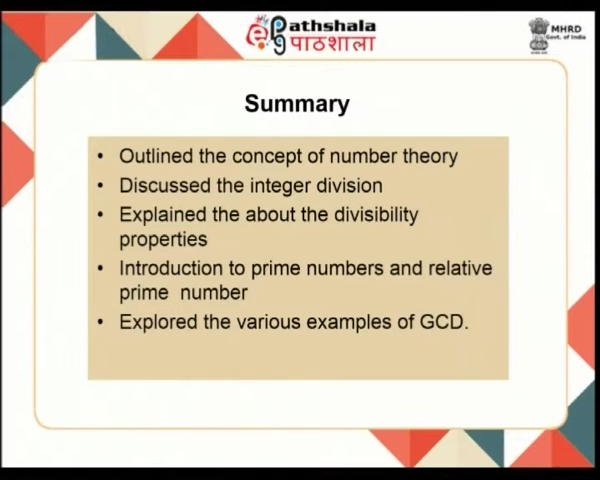 ePathshala
पाठशाला
MHRD
Govt. of India
Summary
• Outlined the concept of number theory
• Discussed the integer division
• Explained the about the divisibility
properties
• Introduction to prime numbers and relative
prime number
• Explored the various examples of GCD.